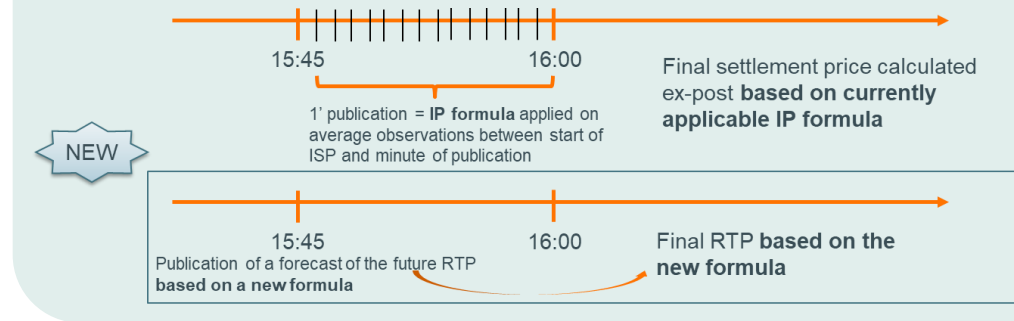 15:45
16:00
Final settlement price calculated
ex-post based on currently
applicable IP formula
1' publication = IP formula applied on
average observations between start of
ISP and minute of publication
NEW
15:45
16:00
Final RTP based on the
new formula
Publication of a forecast of the future RTP
based on a new formula